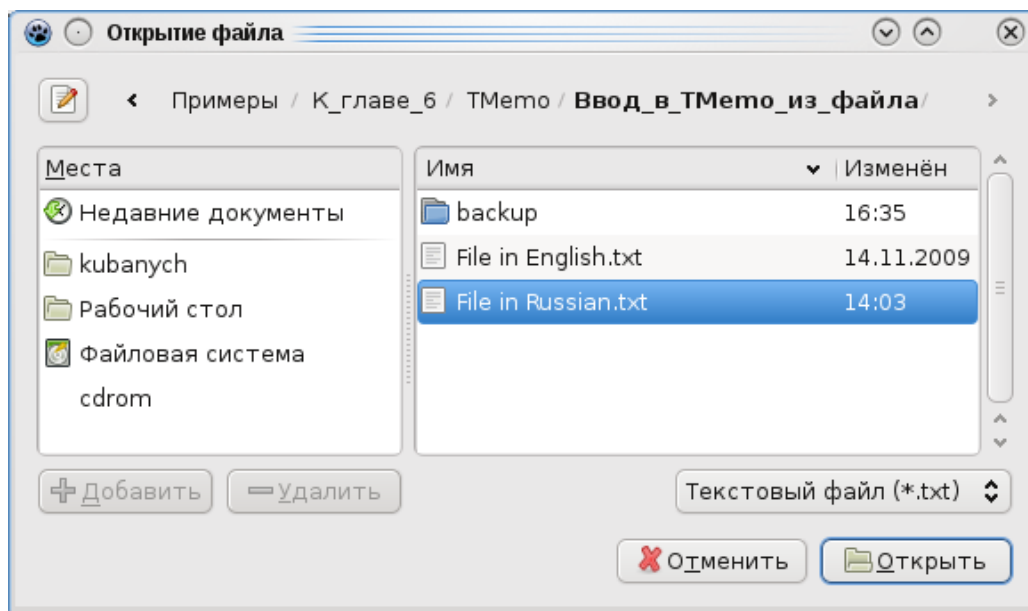 Открытие файла
Примеры / К_главе_6 / TMemo / Ввод_в_TMemo_из_файла/
Места
Недавние документы
kubanych
Рабочий стол
Файловая система
cdrom
Имя Изменён
backup 16:35
File in English.txt 14.11.2009
File in Russian.txt 14:03
Добавить Удалить Текстовый файл (*.txt)
Отменить Открыть